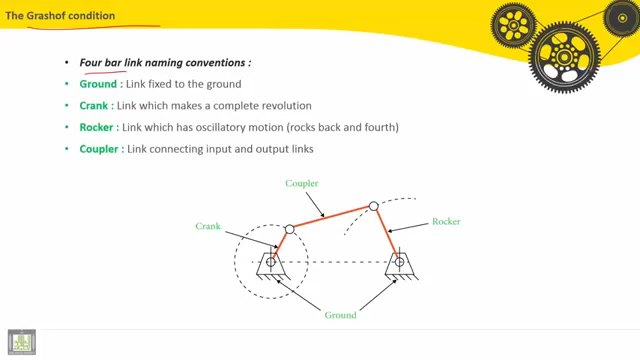 The Grashof condition
• Four bar link naming conventions :
• Ground : Link fixed to the ground
• Crank : Link which makes a complete revolution
• Rocker : Link which has oscillatory motion (rocks back and fourth)
• Coupler : Link connecting input and output links
Coupler
Crank
Rocker
Ground